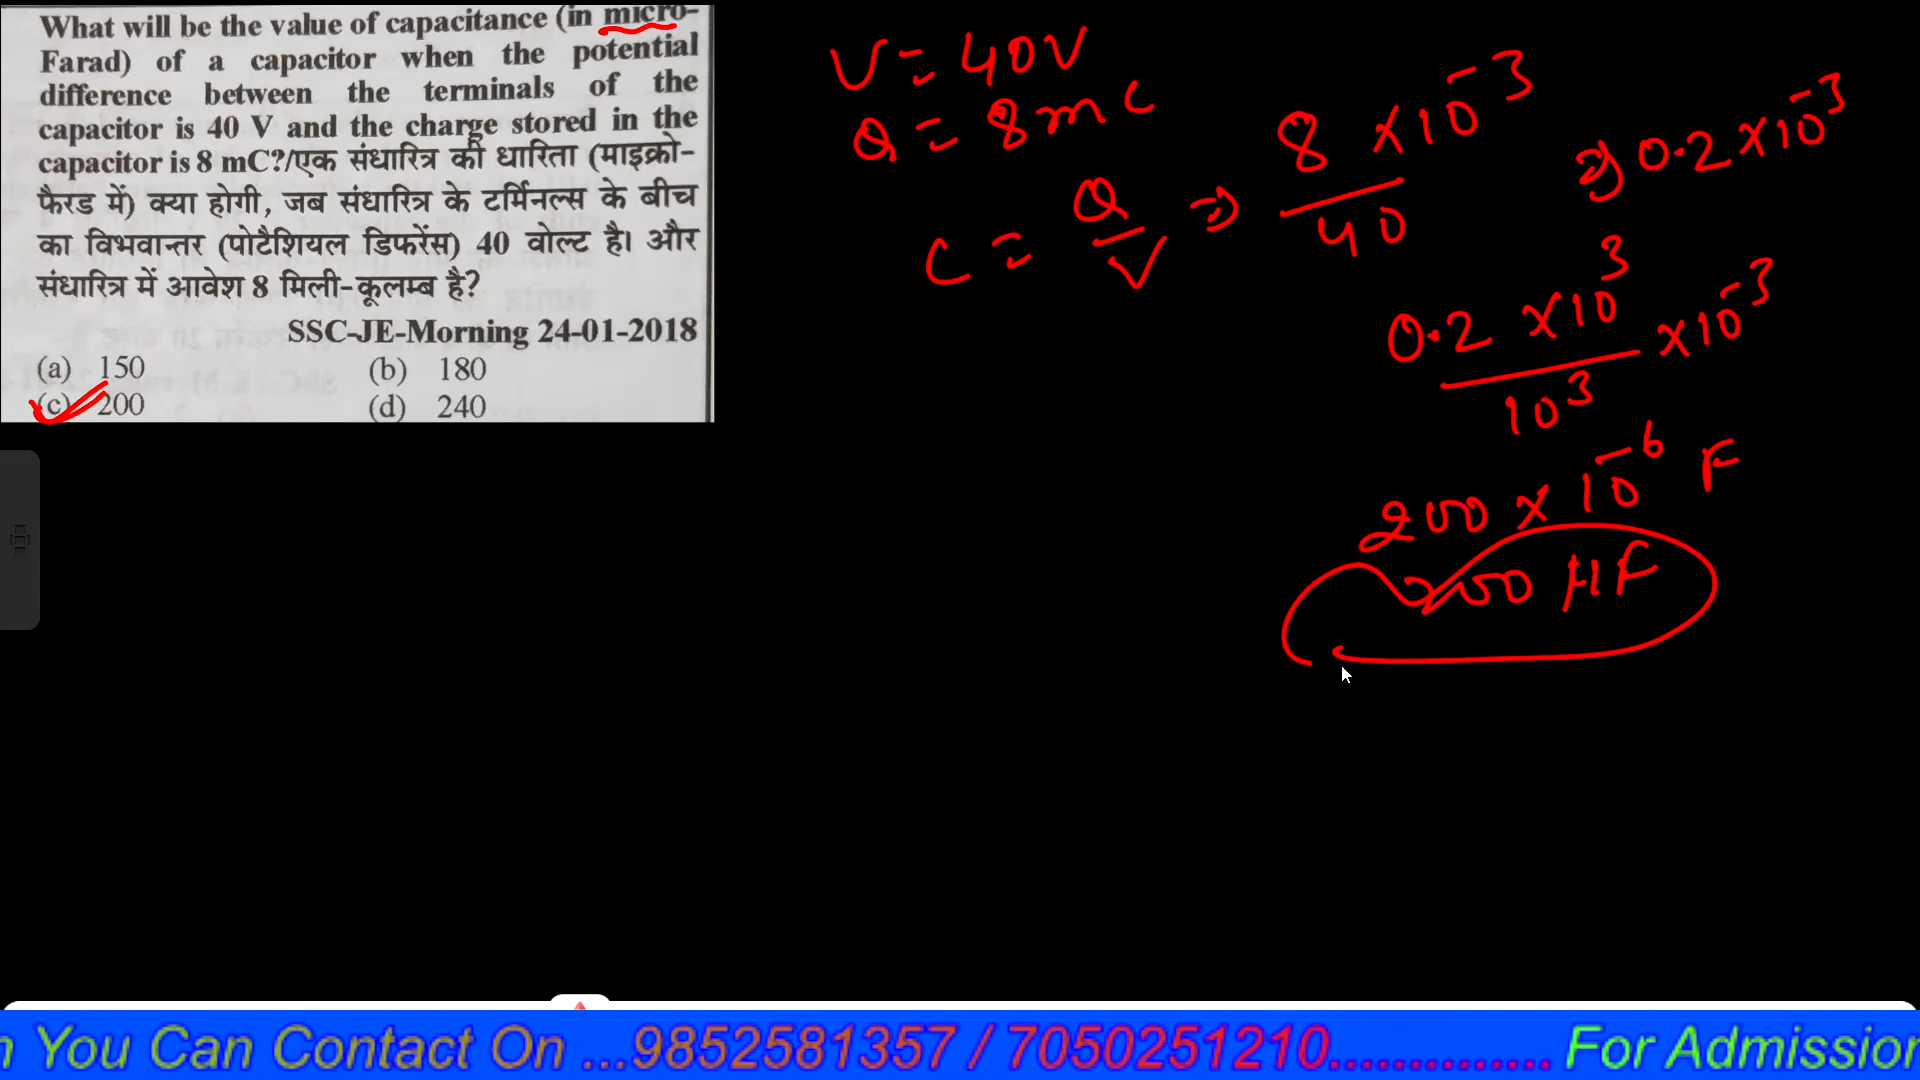 What will be the value of capacitance (in micro-
Farad) of a capacitor when the potential
difference between the terminals of the
capacitor is 40 V and the charge stored in the
capacitor is 8 mC?/एक संधारित्र की धारिता (माइक्रो-
फैरड में) क्या होगी, जब संधारित्र के टर्मिनल्स के बीच
का विभवान्तर (पोटैशियल डिफरेंस) 40 वोल्ट है। और
संधारित्र में आवेश 8 मिली-कूलम्ब है?
SSC-JE-Morning 24-01-2018
(a) 150 (b) 180
(c) 200 (d) 240
V = 40V
Q = 8mC
C = Q/V ⇒ 8 × 10⁻³ / 40 ⇒ 0.2 × 10⁻³
0.2 × 10³ / 10³ × 10⁻³
200 × 10⁻⁶ F
200 μF
You Can Contact On ...9852581357 / 7050251210............. For Admission